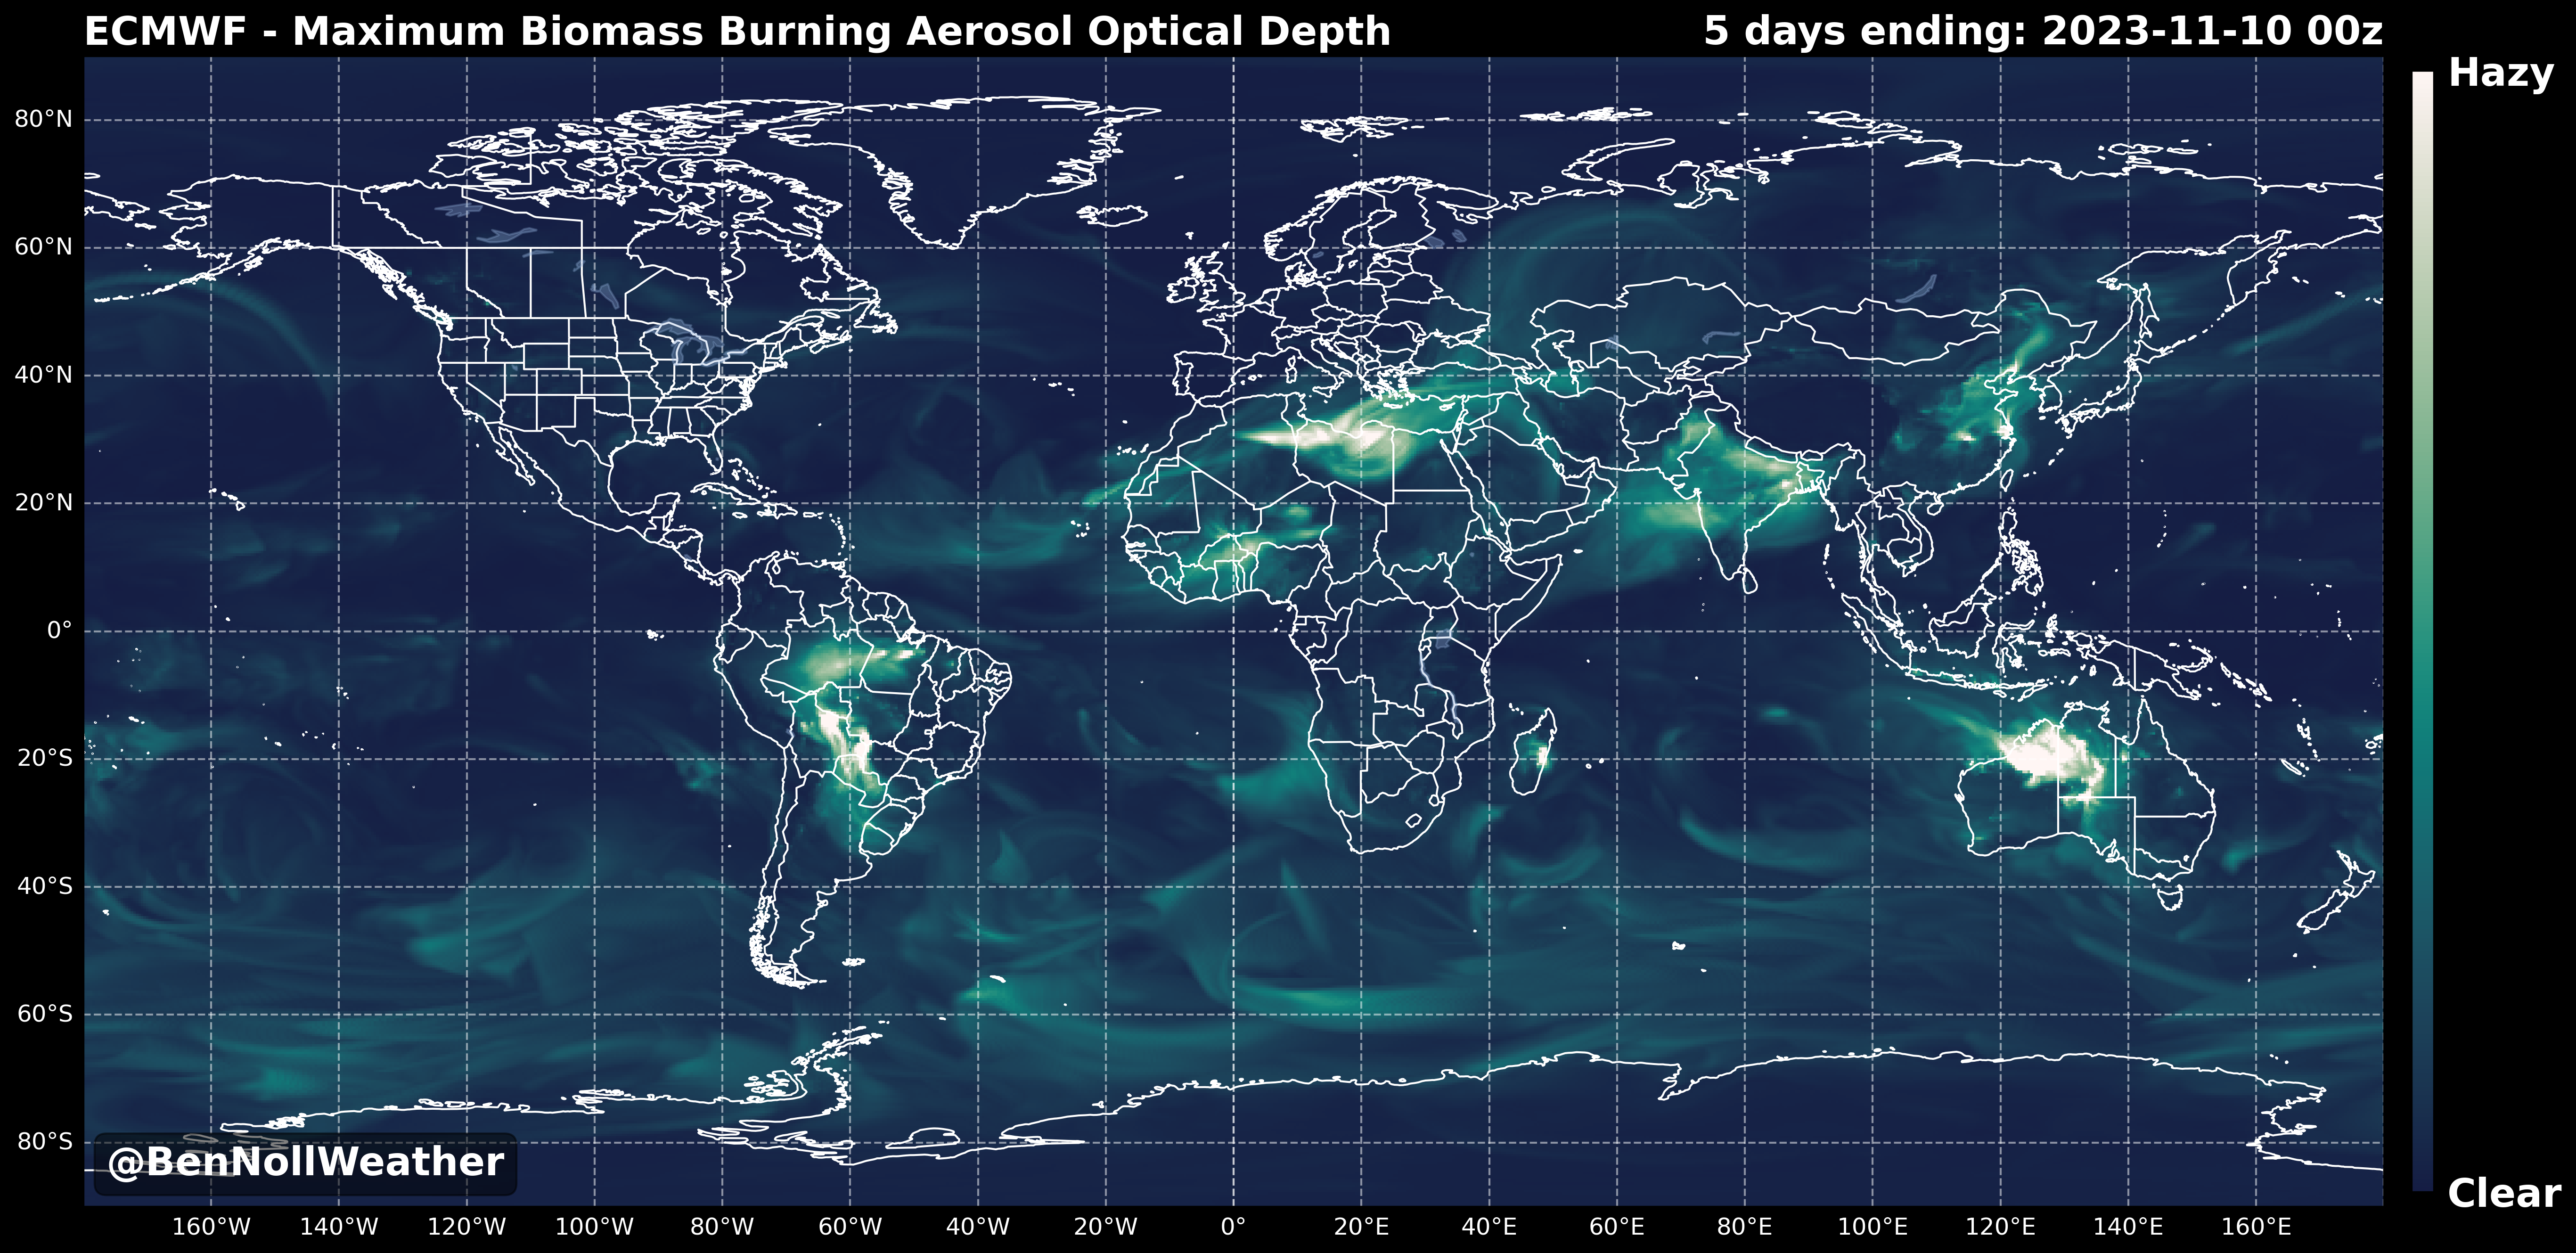 ECMWF - Maximum Biomass Burning Aerosol Optical Depth
5 days ending: 2023-11-10 00z
Hazy
80°N
60°N
40°N
20°N
0°
20°S
40°S
60°S
80°S
@BenNollWeather
Clear
160°W 140°W 120°W 100°W 80°W 60°W 40°W 20°W 0° 20°E 40°E 60°E 80°E 100°E 120°E 140°E 160°E